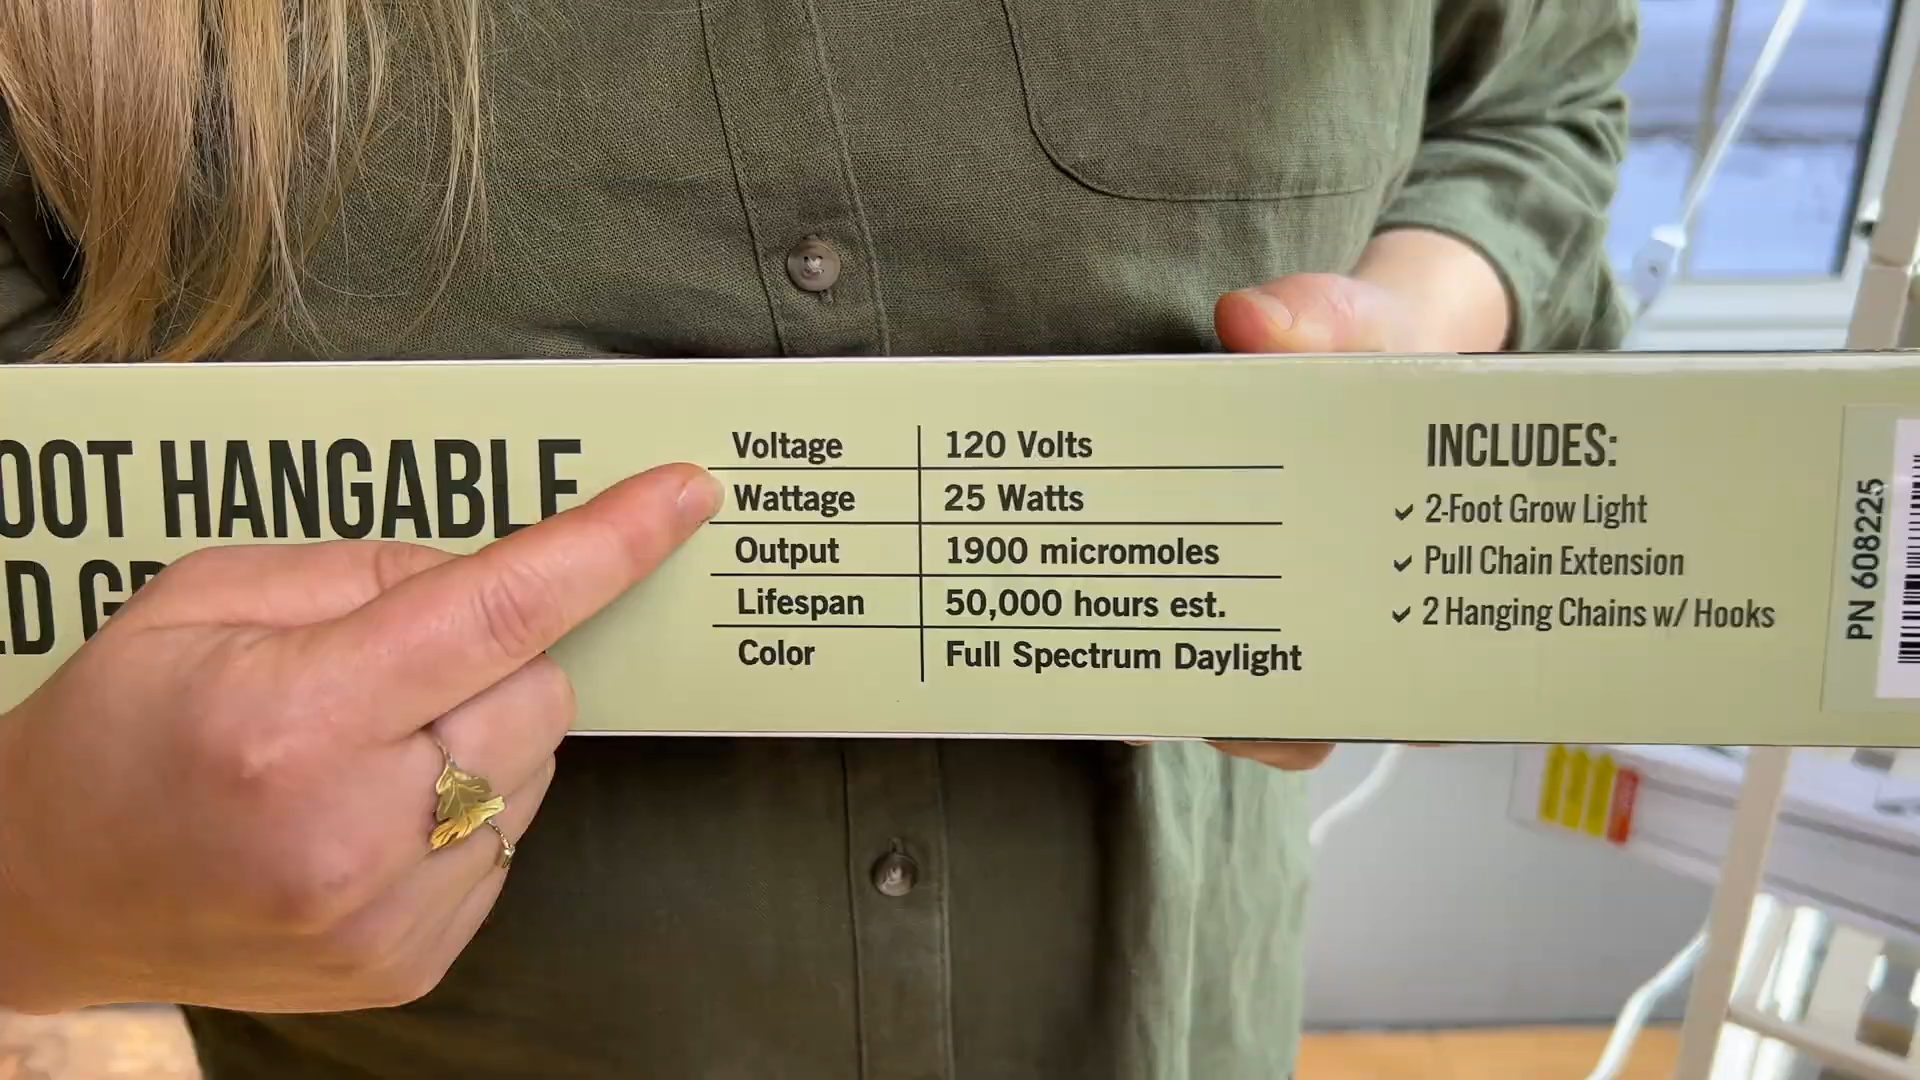 HANGABLE
Voltage 120 Volts
Wattage 25 Watts
Output 1900 micromoles
Lifespan 50,000 hours est.
Color Full Spectrum Daylight
INCLUDES:
✓ 2-Foot Grow Light
✓ Pull Chain Extension
✓ 2 Hanging Chains w/ Hooks
PN 608225